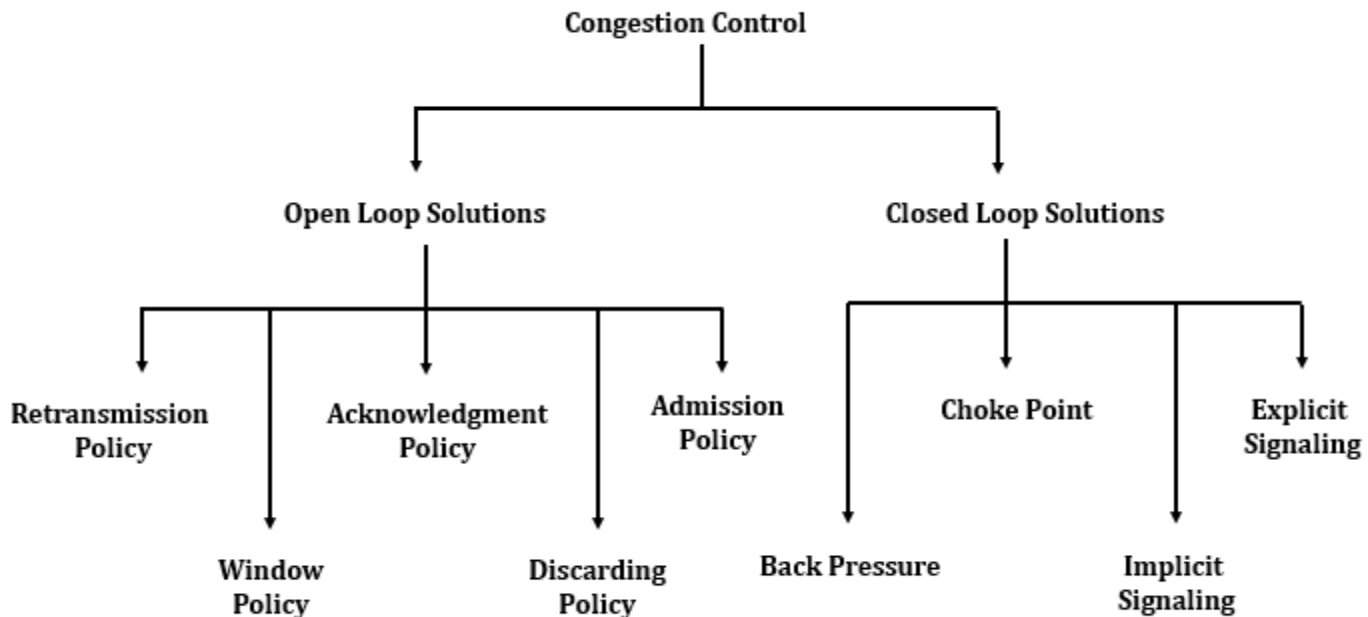 Congestion Control
Open Loop Solutions
Closed Loop Solutions
Retransmission
Policy
Acknowledgment
Policy
Admission
Policy
Choke Point
Explicit
Signaling
Window
Policy
Discarding
Policy
Back Pressure
Implicit
Signaling